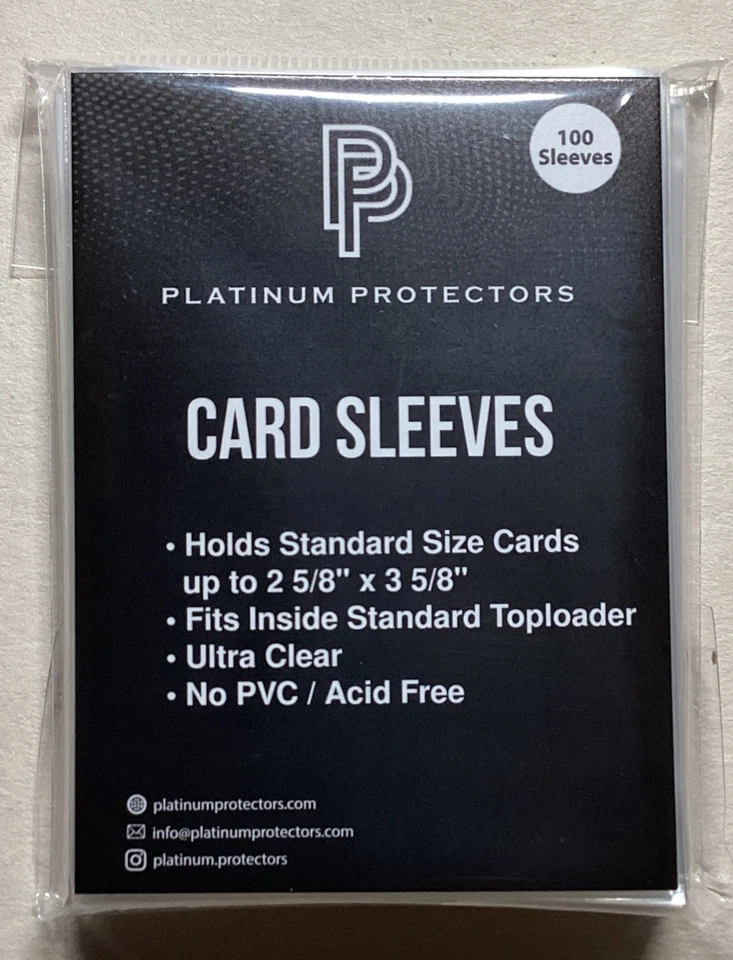 100
Sleeves
PP
PLATINUM PROTECTORS
CARD SLEEVES
• Holds Standard Size Cards
up to 2 5/8" x 3 5/8"
• Fits Inside Standard Toploader
• Ultra Clear
• No PVC / Acid Free
platinumprotectors.com
info@platinumprotectors.com
platinum.protectors